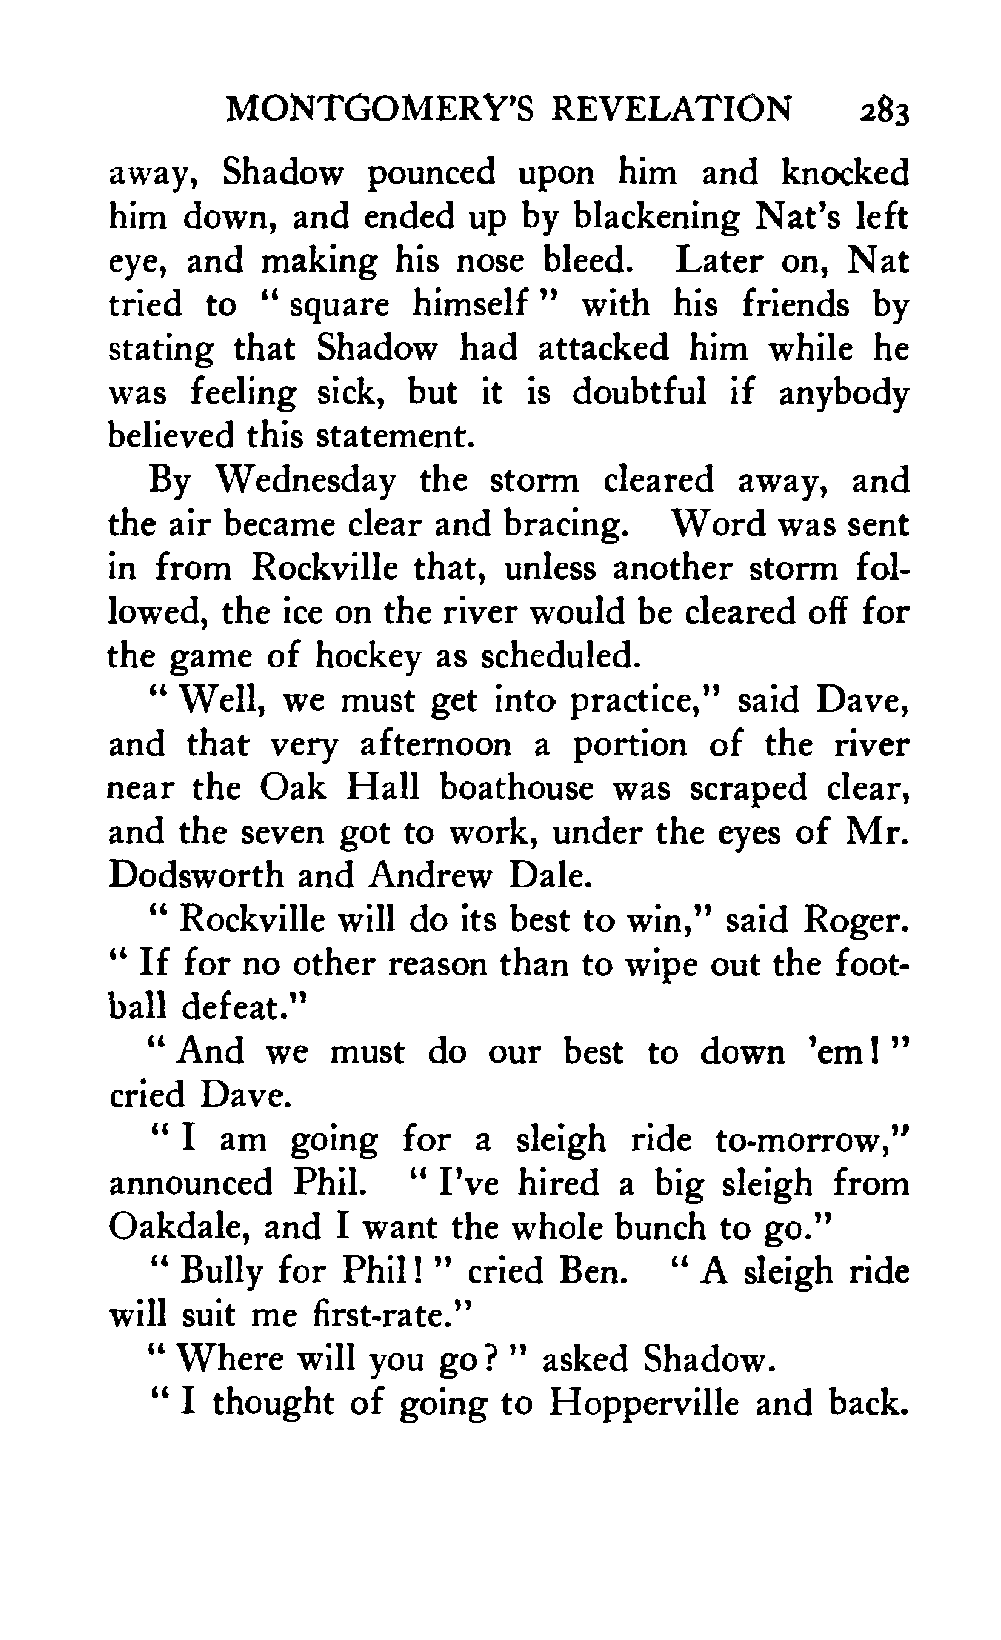 MONTGOMERY'S REVELATION 283
away, Shadow pounced upon him and knocked
him down, and ended up by blackening Nat's left
eye, and making his nose bleed. Later on, Nat
tried to " square himself " with his friends by
stating that Shadow had attacked him while he
was feeling sick, but it is doubtful if anybody
believed this statement.
By Wednesday the storm cleared away, and
the air became clear and bracing. Word was sent
in from Rockville that, unless another storm fol-
lowed, the ice on the river would be cleared off for
the game of hockey as scheduled.
" Well, we must get into practice," said Dave,
and that very afternoon a portion of the river
near the Oak Hall boathouse was scraped clear,
and the seven got to work, under the eyes of Mr.
Dodsworth and Andrew Dale.
" Rockville will do its best to win," said Roger.
" If for no other reason than to wipe out the foot-
ball defeat."
" And we must do our best to down 'em! "
cried Dave.
" I am going for a sleigh ride to-morrow,"
announced Phil. " I've hired a big sleigh from
Oakdale, and I want the whole bunch to go."
" Bully for Phil! " cried Ben. " A sleigh ride
will suit me first-rate."
" Where will you go? " asked Shadow.
" I thought of going to Hopperville and back.